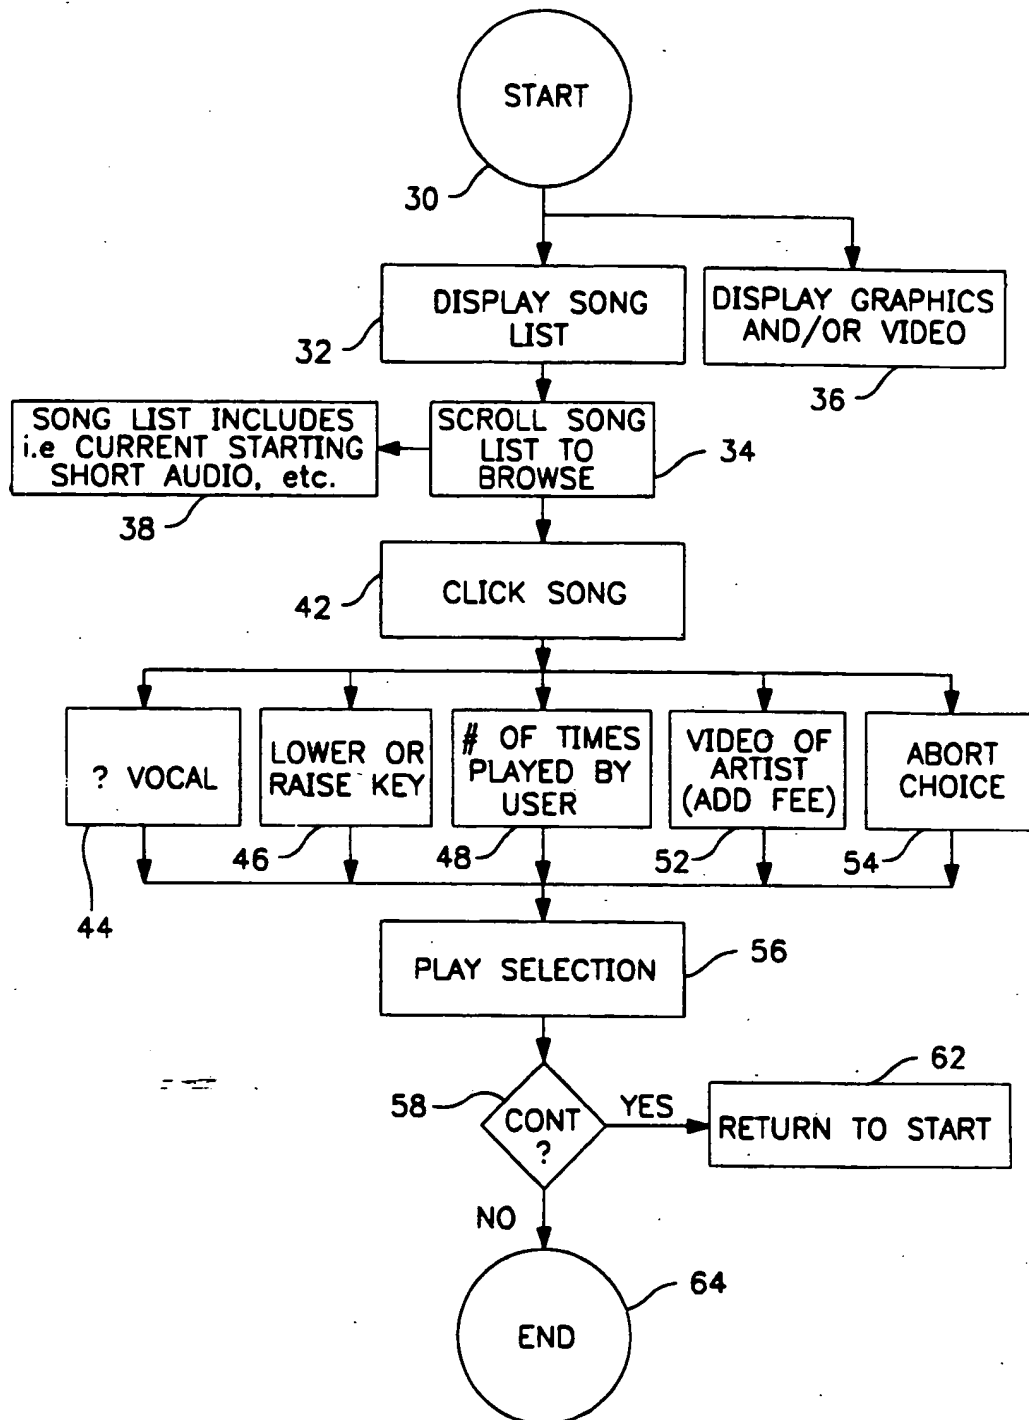 START
30
DISPLAY SONG
LIST
32
DISPLAY GRAPHICS
AND/OR VIDEO
36
SONG LIST INCLUDES
i.e CURRENT STARTING
SHORT AUDIO, etc.
38
SCROLL SONG
LIST TO
BROWSE
34
CLICK SONG
42
? VOCAL
44
LOWER OR
RAISE KEY
46
# OF TIMES
PLAYED BY
USER
48
VIDEO OF
ARTIST
(ADD FEE)
52
ABORT
CHOICE
54
PLAY SELECTION
56
CONT
?
58
YES
RETURN TO START
62
NO
END
64